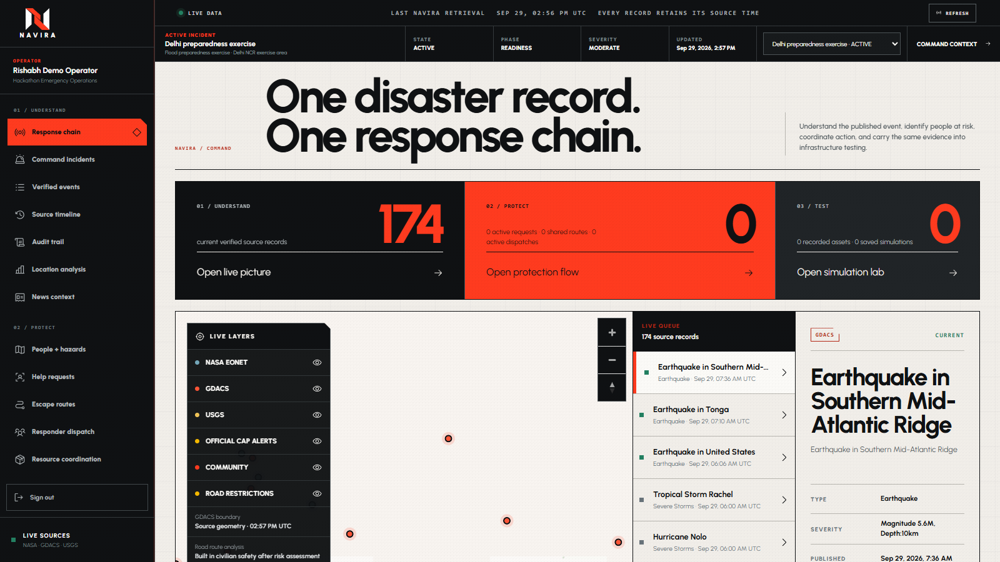 NAVIRA
OPERATOR
Rishabh Demo Operator
Hackathon Emergency Operations
01 / UNDERSTAND
Response chain
Command incidents
Verified events
Source timeline
Audit trail
Location analysis
News context
02 / PROTECT
People + hazards
Help requests
Escape routes
Responder dispatch
Resource coordination
Sign out
LIVE SOURCES
NASA · GDACS · USGS
LIVE DATA
LAST NAVIRA RETRIEVAL SEP 29, 02:56 PM UTC EVERY RECORD RETAINS ITS SOURCE TIME
REFRESH
ACTIVE INCIDENT
Delhi preparedness exercise
Flood preparedness exercise · Delhi NCR exercise area
STATE
ACTIVE
PHASE
READINESS
SEVERITY
MODERATE
UPDATED
Sep 29, 2026, 2:57 PM
Delhi preparedness exercise · ACTIVE
COMMAND CONTEXT
NAVIRA / COMMAND
One disaster record.
One response chain.
Understand the published event, identify people at risk,
coordinate action, and carry the same evidence into
infrastructure testing.
01 / UNDERSTAND
174
current verified source records
Open live picture
02 / PROTECT
0
0 active requests · 0 shared routes · 0
active dispatches
Open protection flow
03 / TEST
0
0 recorded assets · 0 saved simulations
Open simulation lab
LIVE LAYERS
NASA EONET
GDACS
USGS
OFFICIAL CAP ALERTS
COMMUNITY
ROAD RESTRICTIONS
GDACS boundary
Source geometry · 02:57 PM UTC
Road route analysis
Built in civilian safety after risk assessment
LIVE QUEUE
174 source records
Earthquake in Southern Mid-...
Earthquake · Sep 29, 07:36 AM UTC
Earthquake in Tonga
Earthquake · Sep 29, 07:10 AM UTC
Earthquake in United States
Earthquake · Sep 29, 06:06 AM UTC
Tropical Storm Rachel
Severe Storms · Sep 29, 06:00 AM UTC
Hurricane Nolo
Severe Storms · Sep 29, 06:00 AM UTC
GDACS
CURRENT
Earthquake in
Southern Mid-
Atlantic Ridge
Earthquake in Southern Mid-Atlantic Ridge
TYPE
Earthquake
SEVERITY
Magnitude 5.6M,
Depth:10km
PUBLISHED
Sep 29, 2026, 7:36 AM